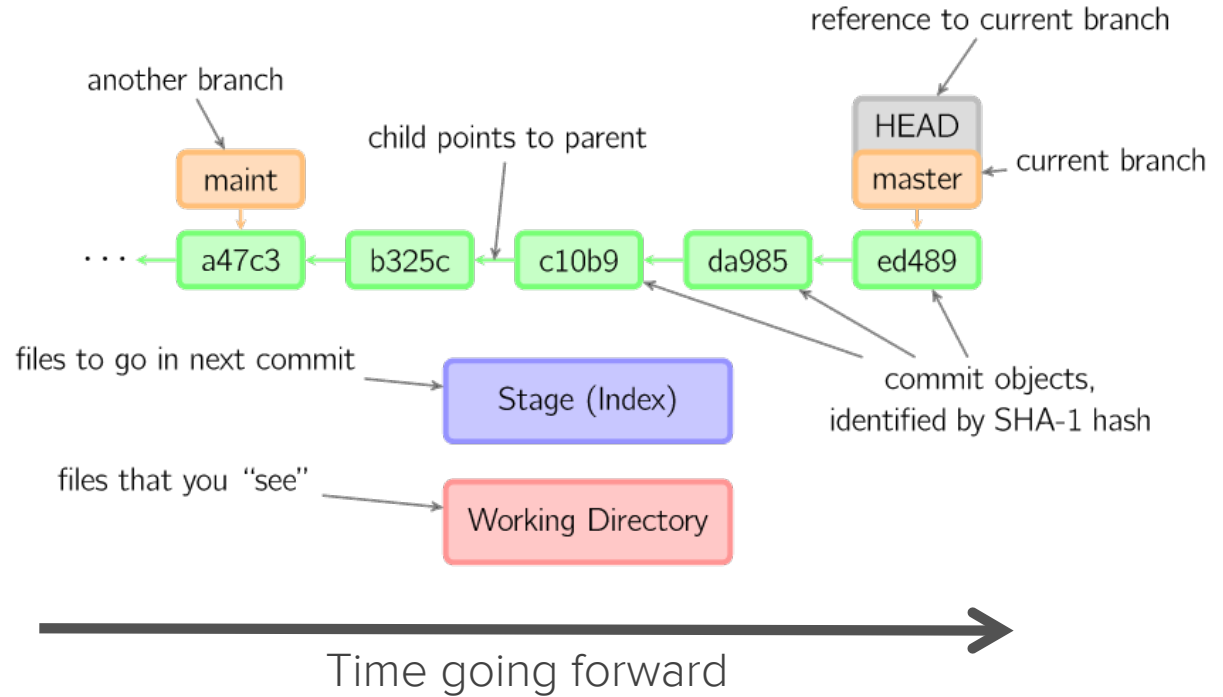 reference to current branch
another branch
HEAD
child points to parent
current branch
maint
master
...
a47c3
b325c
c10b9
da985
ed489
files to go in next commit
Stage (Index)
commit objects,
identified by SHA-1 hash
files that you “see”
Working Directory
Time going forward